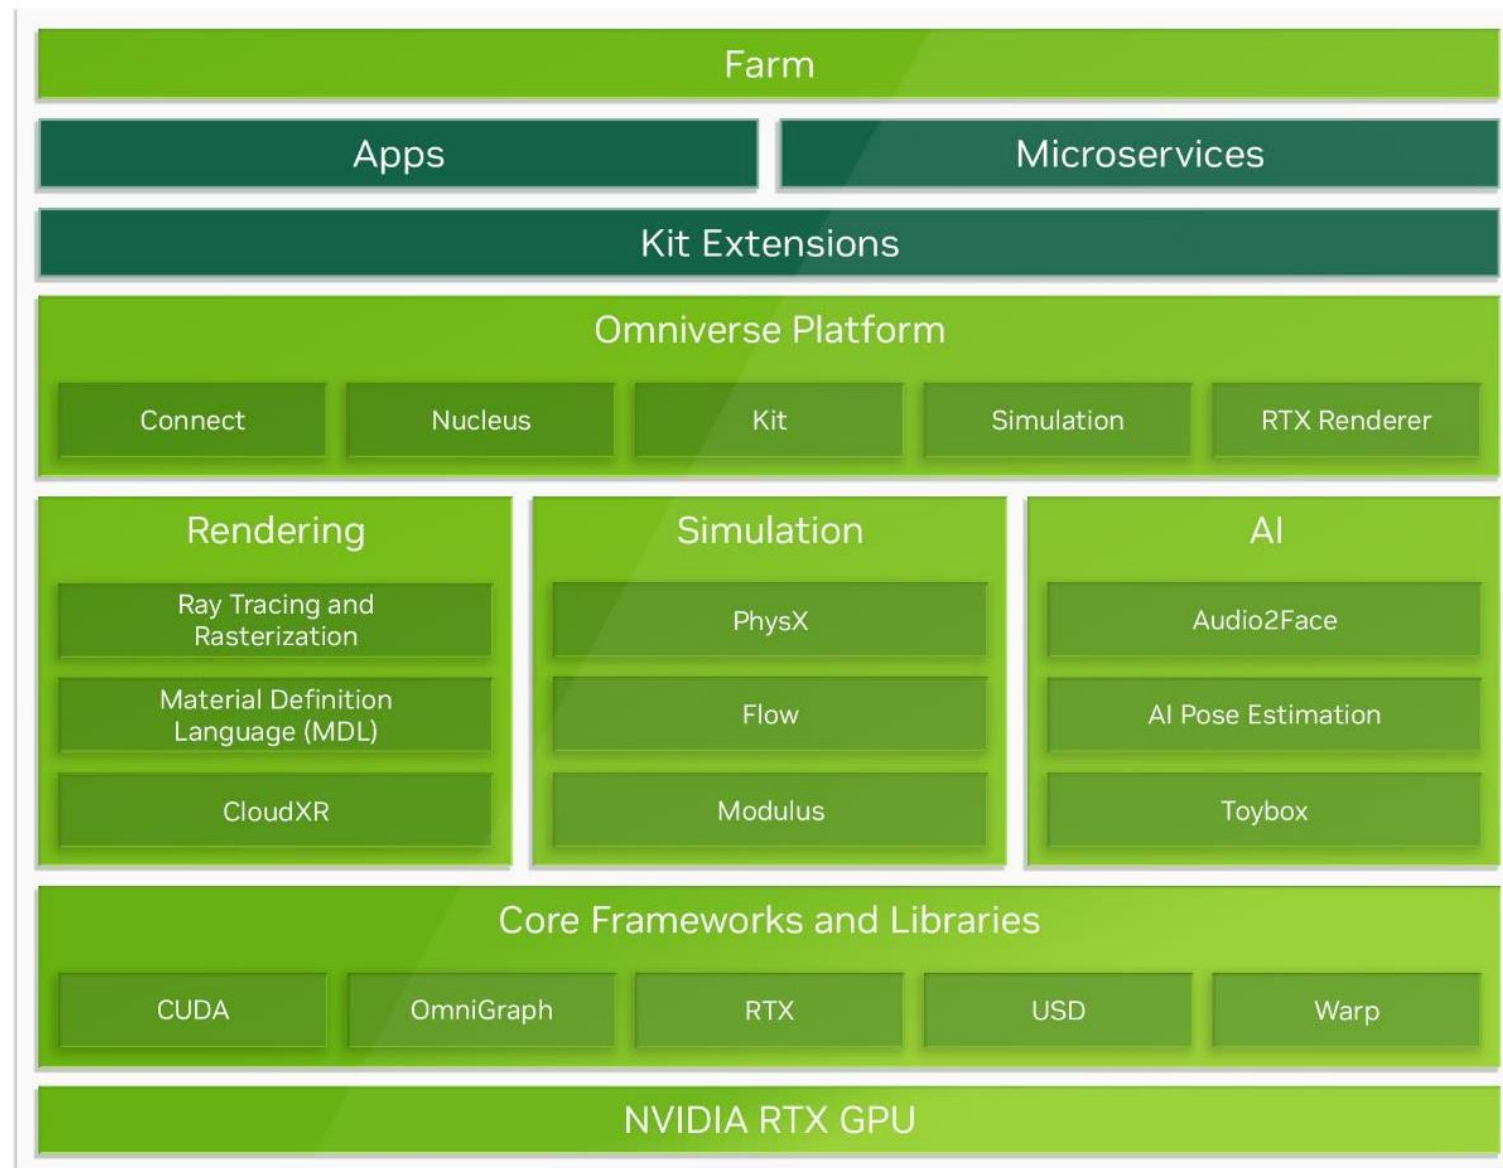 Farm
Apps
Microservices
Kit Extensions
Omniverse Platform
Connect
Nucleus
Kit
Simulation
RTX Renderer
Rendering
Ray Tracing and
Rasterization
Material Definition
Language (MDL)
CloudXR
Simulation
PhysX
Flow
Modulus
AI
Audio2Face
AI Pose Estimation
Toybox
Core Frameworks and Libraries
CUDA
OmniGraph
RTX
USD
Warp
NVIDIA RTX GPU